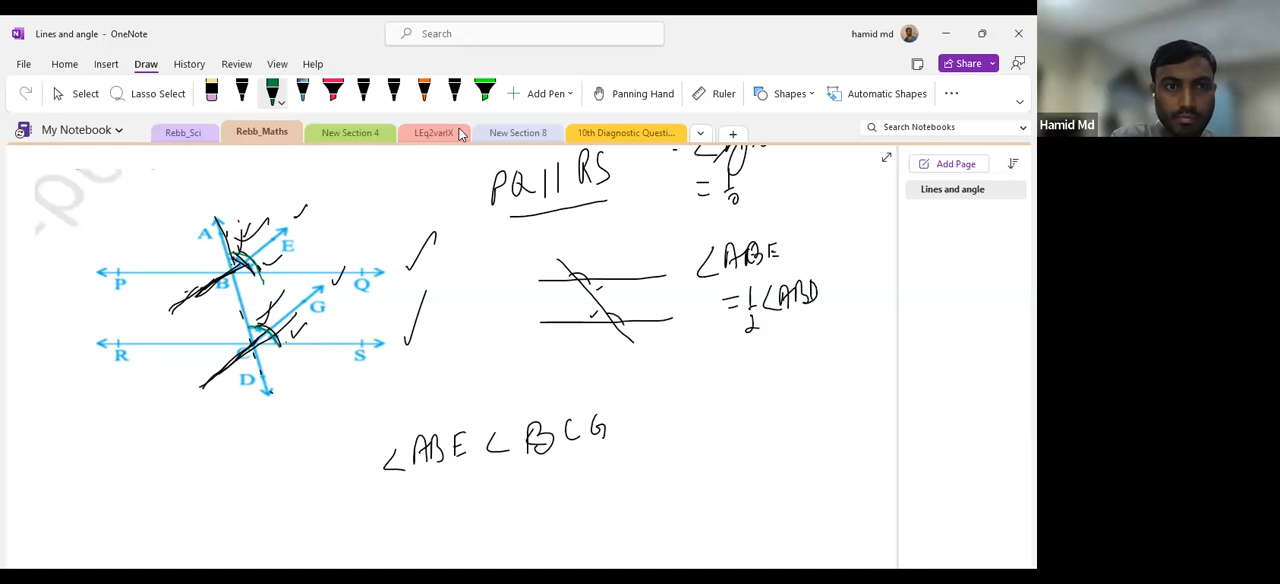 Lines and angle - OneNote
Search
hamid md
File Home Insert Draw History Review View Help
Share
Select Lasso Select Add Pen Panning Hand Ruler Shapes Automatic Shapes
My Notebook Rebb_Sci Rebb_Maths New Section 4 LEq2varIX New Section 8 10th Diagnostic Questi... + Search Notebooks
Add Page
Lines and angle
Hamid Md
PQ || RS
=
A E
P B Q
G
R C S
D
∠ABE
= 1/2 ∠ABQ
∠ABE ∠BCG